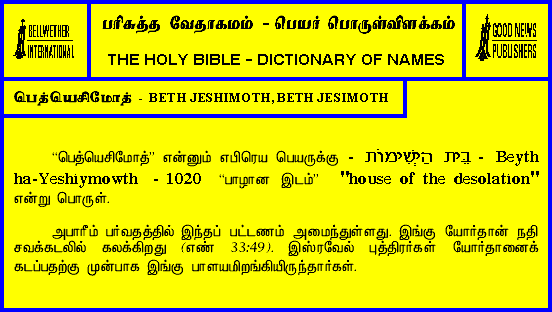 BELLWETHER
INTERNATIONAL
பரிசுத்த வேதாகமம் - பெயர் பொருள்விளக்கம்
THE HOLY BIBLE - DICTIONARY OF NAMES
GOOD NEWS
PUBLISHERS
பெத்யெசிமோத் - BETH JESHIMOTH, BETH JESIMOTH
“பெத்யெசிமோத்” என்னும் எபிரெய பெயருக்கு - בֵּית הַיְשִׁימוֹת - Beyth
ha-Yeshiymowth - 1020 “பாழான இடம்” "house of the desolation"
என்று பொருள்.
அபாரீம் பர்வதத்தில் இந்தப் பட்டணம் அமைந்துள்ளது. இங்கு யோர்தான் நதி
சவக்கடலில் கலக்கிறது (எண் 33:49). இஸ்ரவேல் புத்திரர்கள் யோர்தானைக்
கடப்பதற்கு முன்பாக இங்கு பாளயமிறங்கியிருந்தார்கள்.